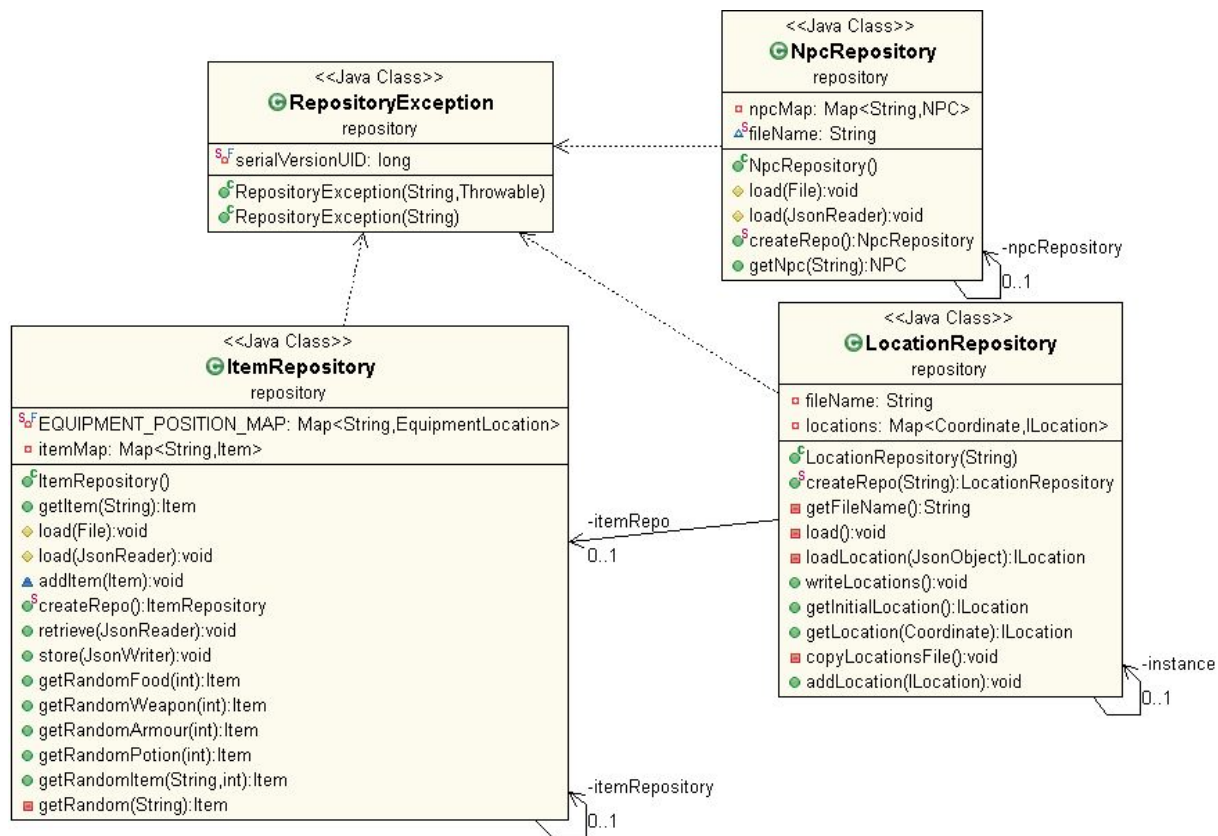 <<Java Class>>
RepositoryException
repository
serialVersionUID: long
RepositoryException(String,Throwable)
RepositoryException(String)
<<Java Class>>
NpcRepository
repository
npcMap: Map<String,NPC>
fileName: String
NpcRepository()
load(File):void
load(JsonReader):void
createRepo():NpcRepository
getNpc(String):NPC
-npcRepository
0..1
<<Java Class>>
ItemRepository
repository
EQUIPMENT_POSITION_MAP: Map<String,EquipmentLocation>
itemMap: Map<String,Item>
ItemRepository()
getItem(String):Item
load(File):void
load(JsonReader):void
addItem(Item):void
createRepo():ItemRepository
retrieve(JsonReader):void
store(JsonWriter):void
getRandomFood(int):Item
getRandomWeapon(int):Item
getRandomArmour(int):Item
getRandomPotion(int):Item
getRandomItem(String,int):Item
getRandom(String):Item
-itemRepository
0..1
-itemRepo
0..1
<<Java Class>>
LocationRepository
repository
fileName: String
locations: Map<Coordinate,ILocation>
LocationRepository(String)
createRepo(String):LocationRepository
getFileName():String
load():void
loadLocation(JsonObject):ILocation
writeLocations():void
getInitialLocation():ILocation
getLocation(Coordinate):ILocation
copyLocationsFile():void
addLocation(ILocation):void
-instance
0..1